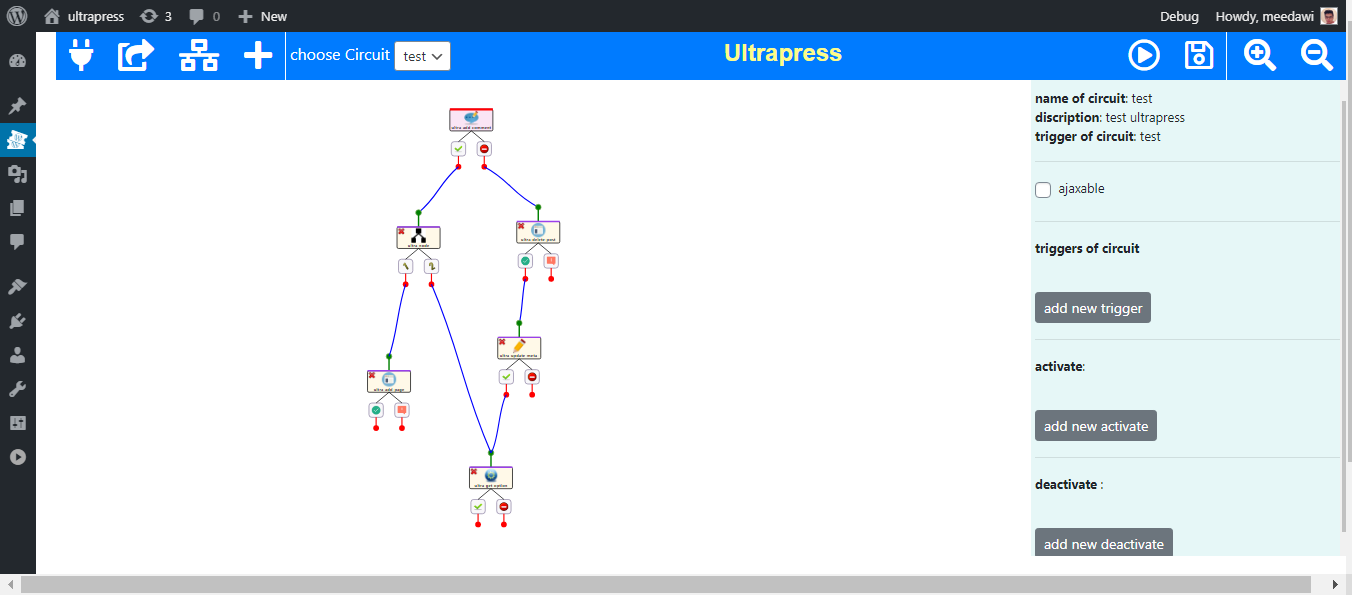 ultrapress 3 0 New Debug Howdy, meedawi
choose Circuit test Ultrapress
name of circuit: test
discription: test ultrapress
trigger of circuit: test
ajaxable
triggers of circuit
add new trigger
activate:
add new activate
deactivate :
add new deactivate
ultra add comment
ultra code
ultra delete post
ultra update meta
ultra add page
ultra get option